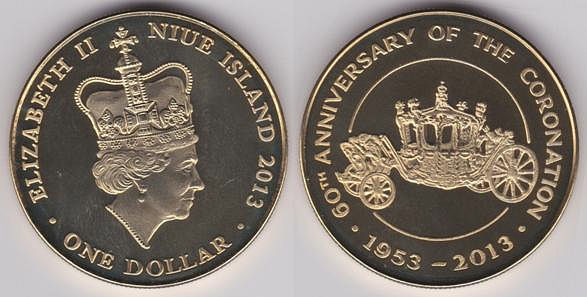 ELIZABETH II NIUE ISLAND 2013
· ONE DOLLAR ·
60TH ANNIVERSARY OF THE CORONATION
· 1953 – 2013 ·